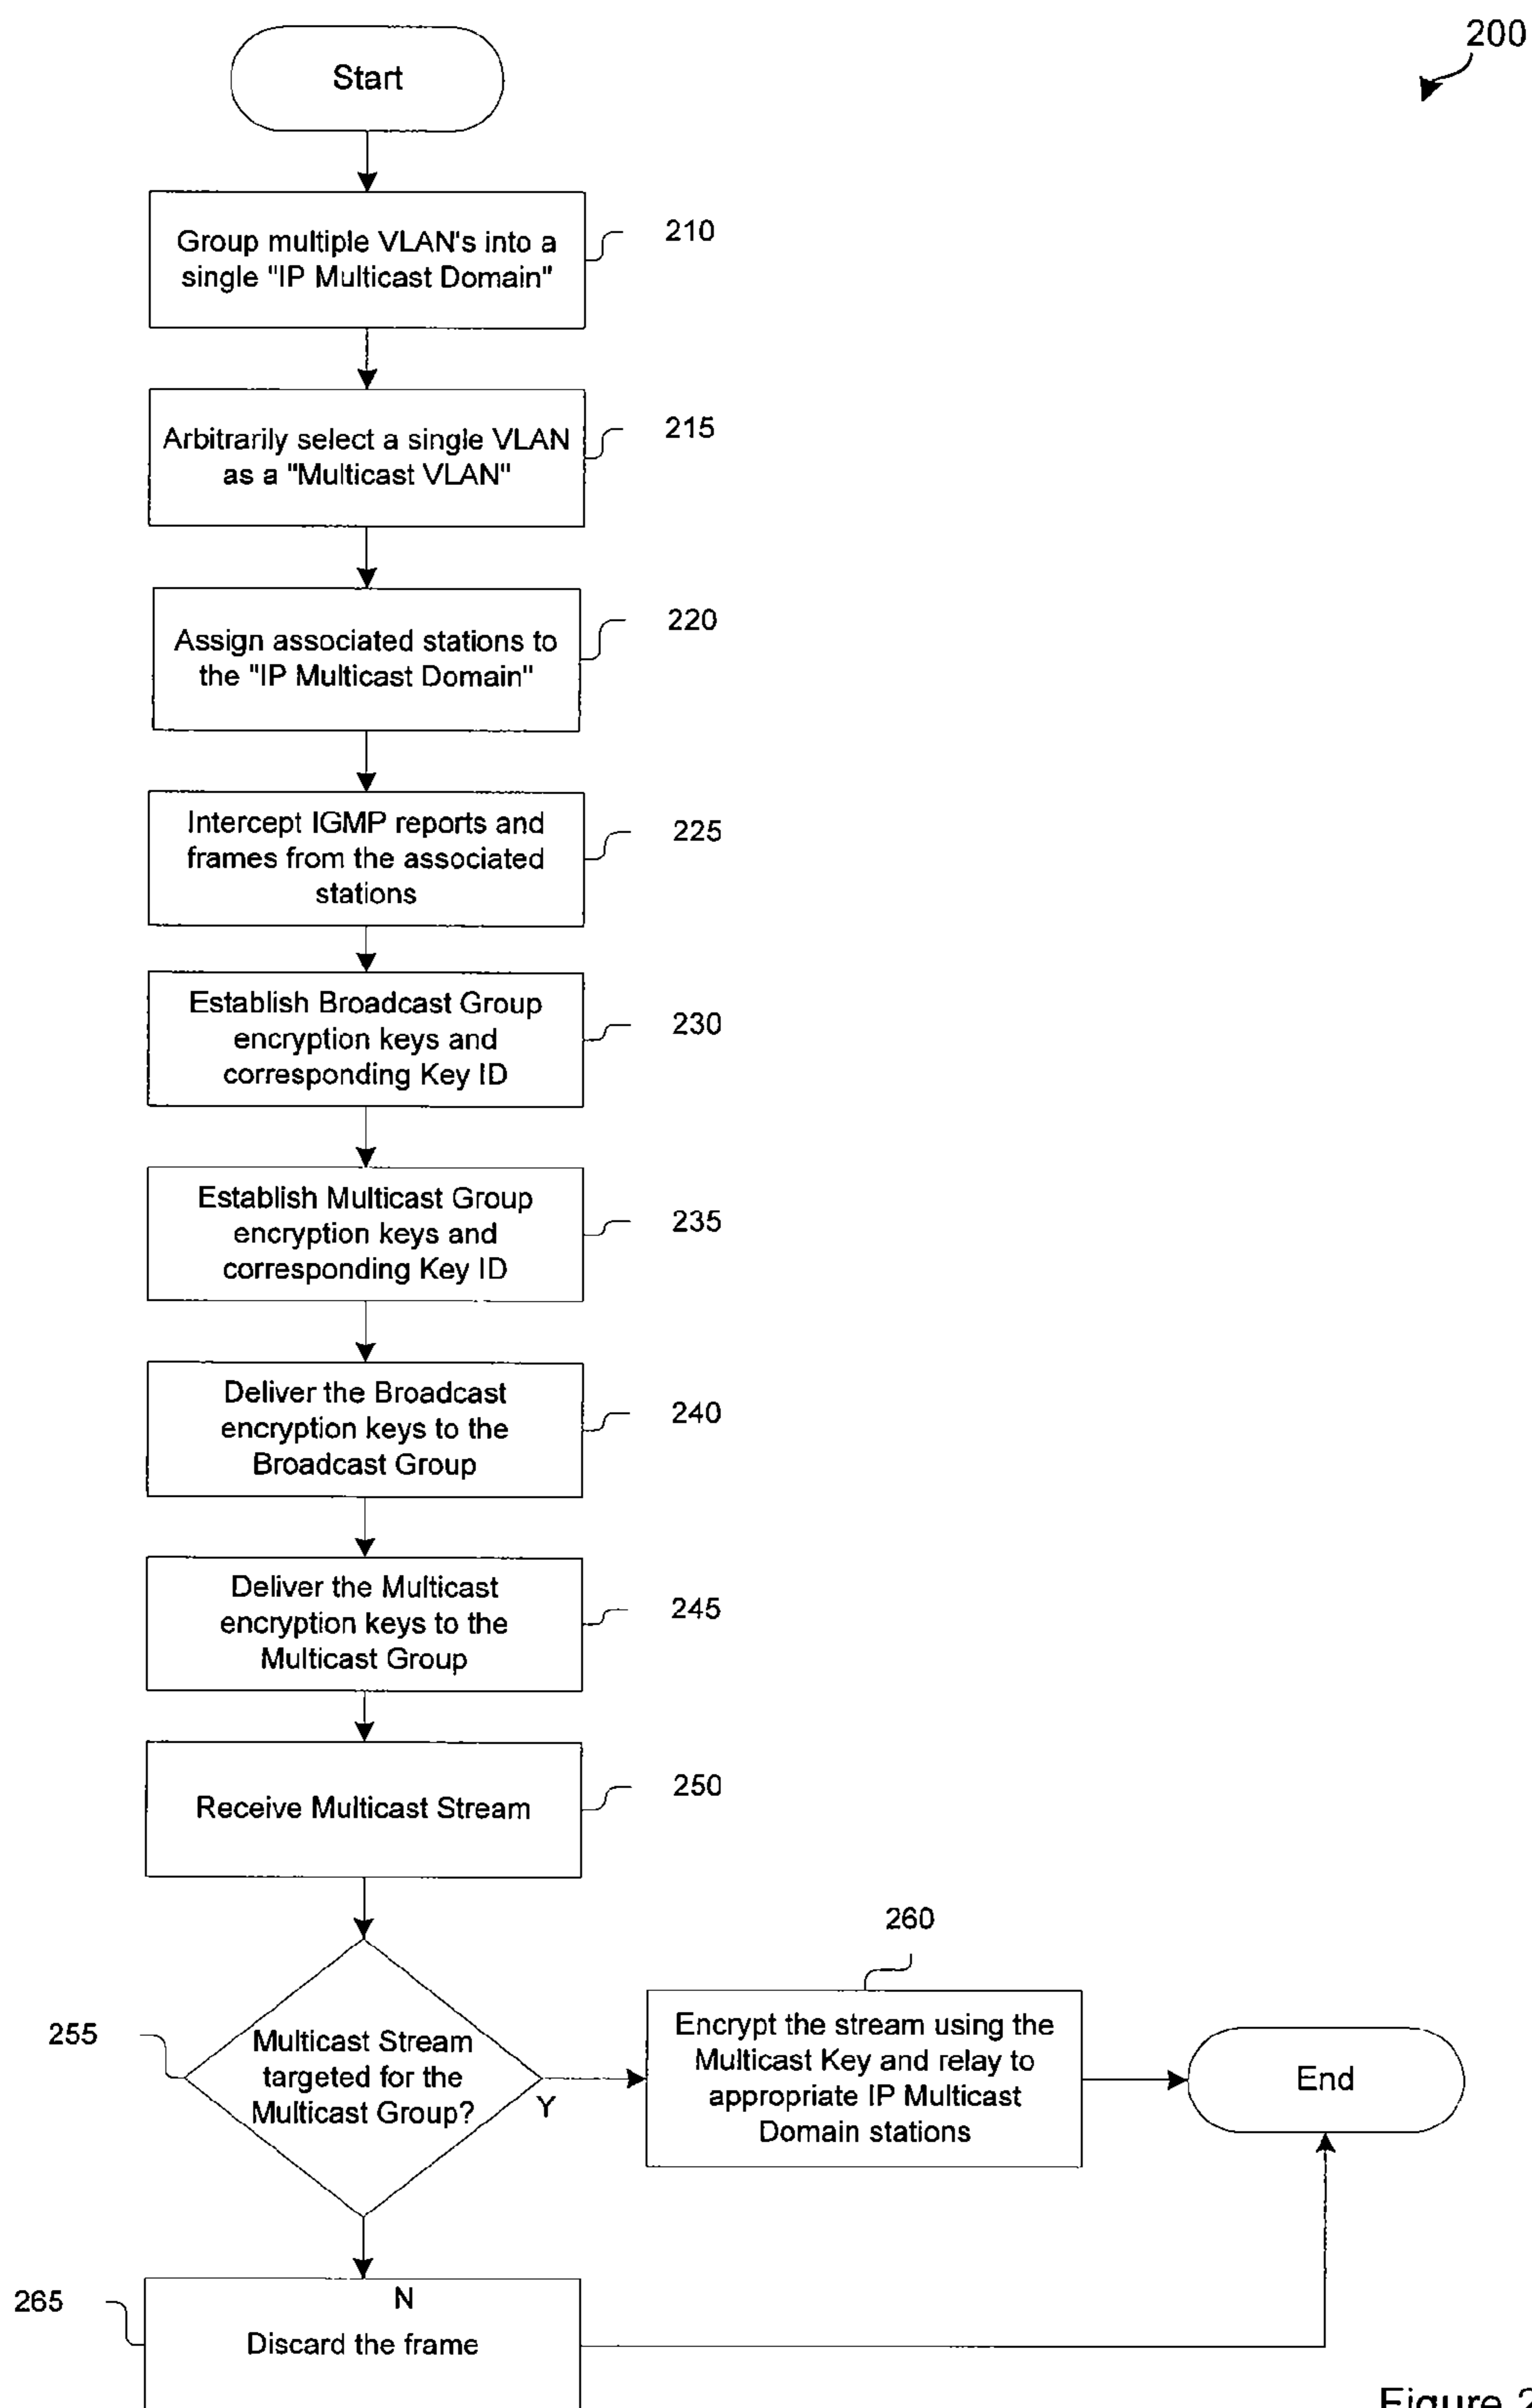 200
Start
Group multiple VLAN's into a
single "IP Multicast Domain"
210
Arbitrarily select a single VLAN
as a "Multicast VLAN"
215
Assign associated stations to
the "IP Multicast Domain"
220
Intercept IGMP reports and
frames from the associated
stations
225
Establish Broadcast Group
encryption keys and
corresponding Key ID
230
Establish Multicast Group
encryption keys and
corresponding Key ID
235
Deliver the Broadcast
encryption keys to the
Broadcast Group
240
Deliver the Multicast
encryption keys to the
Multicast Group
245
Receive Multicast Stream
250
255
Multicast Stream
targeted for the
Multicast Group?
Y
260
Encrypt the stream using the
Multicast Key and relay to
appropriate IP Multicast
Domain stations
End
265
N
Discard the frame
Figure 2